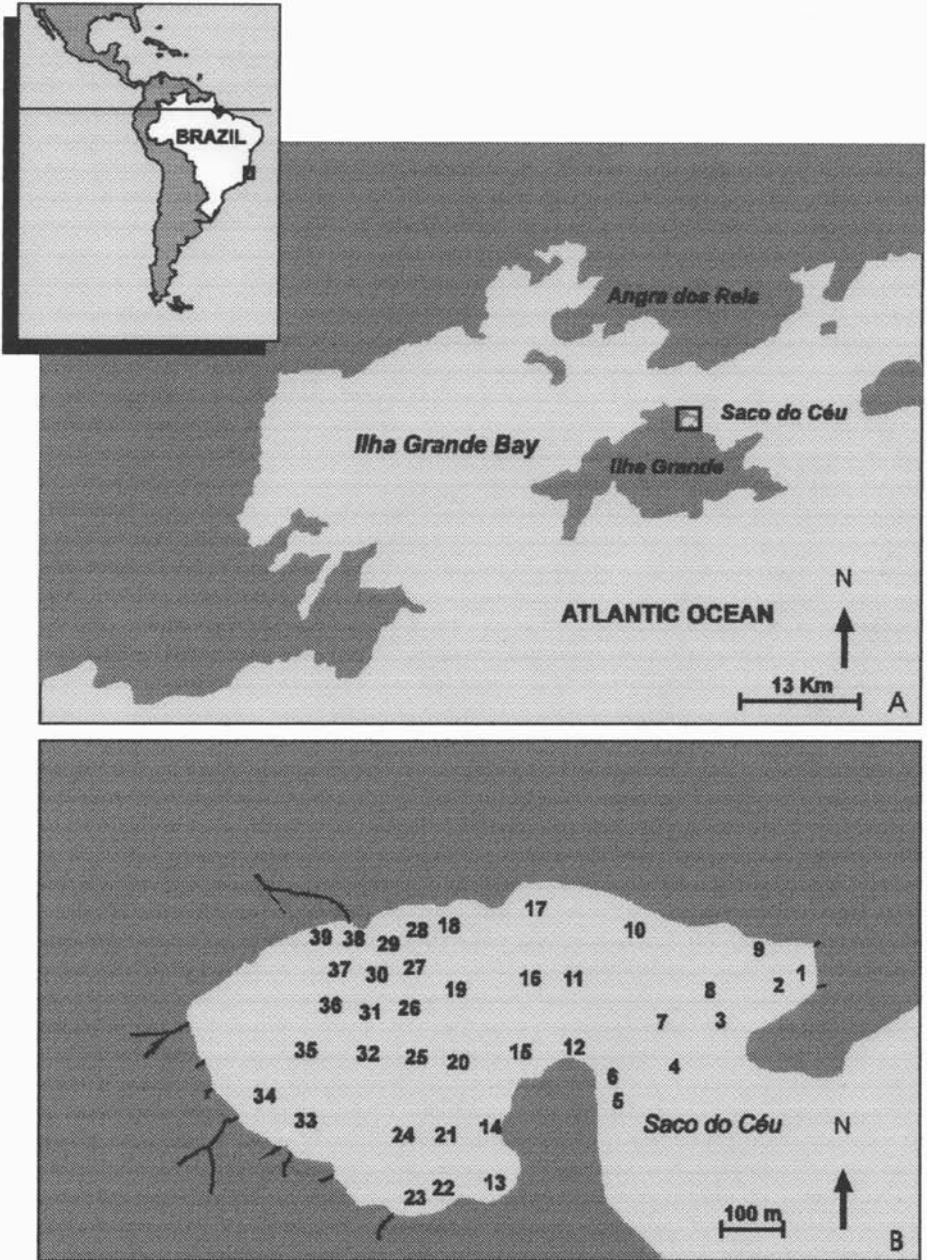 BRAZIL
Angra dos Reis
Saco do Céu
Ilha Grande Bay
Ilha Grande
N
ATLANTIC OCEAN
13 Km
A
17
28 18
10
39 38 29
9
37 30 27
1
16 11
2
19
8
36 31 26
7 3
35 32 25 20 15 12
4
6
34
5
33
24 21 14
Saco do Céu N
23 22 13
100 m
B